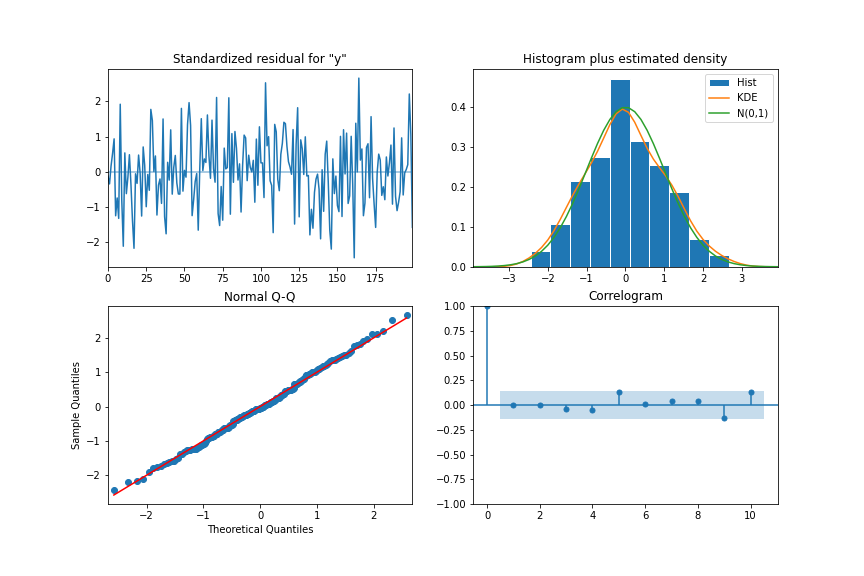 Standardized residual for "y"
2
1
0
−1
−2
0 25 50 75 100 125 150 175
Histogram plus estimated density
Hist
KDE
N(0,1)
0.4
0.3
0.2
0.1
0.0
−3 −2 −1 0 1 2 3
Normal Q-Q
Sample Quantiles
2
1
0
−1
−2
−2 −1 0 1 2
Theoretical Quantiles
Correlogram
1.00
0.75
0.50
0.25
0.00
−0.25
−0.50
−0.75
−1.00
0 2 4 6 8 10